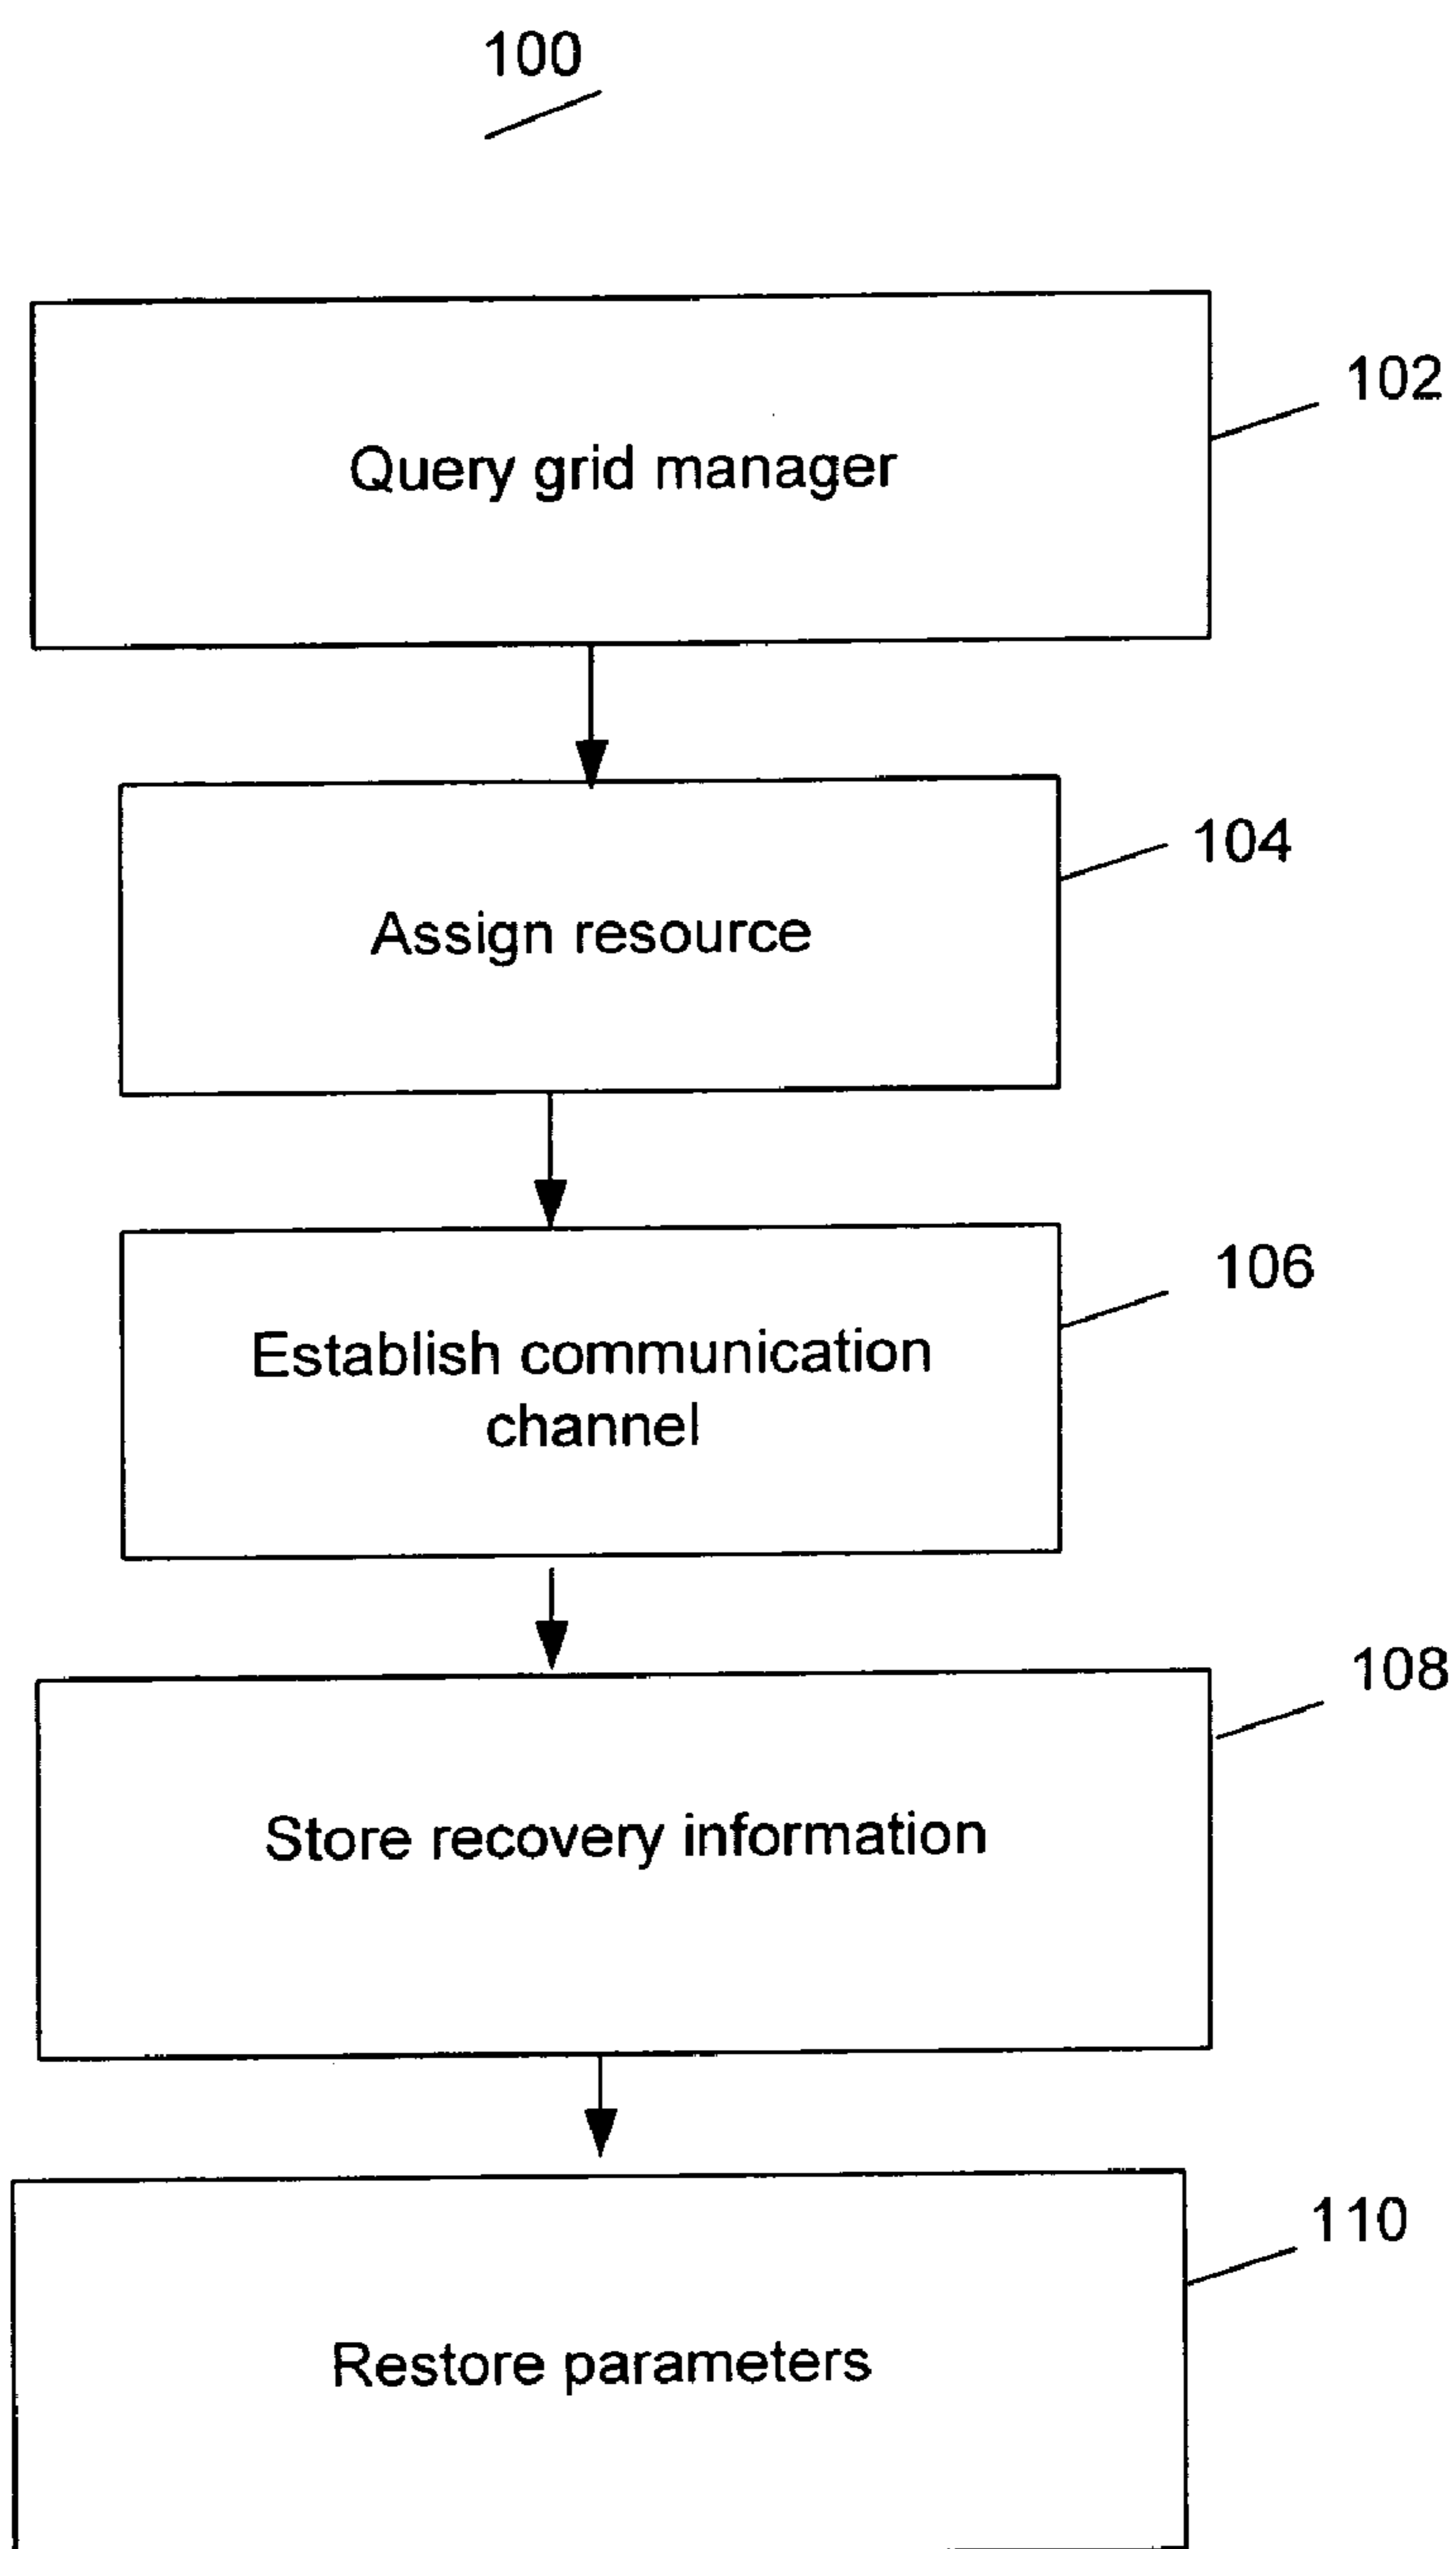 100
Query grid manager
102
Assign resource
104
Establish communication
channel
106
Store recovery information
108
Restore parameters
110